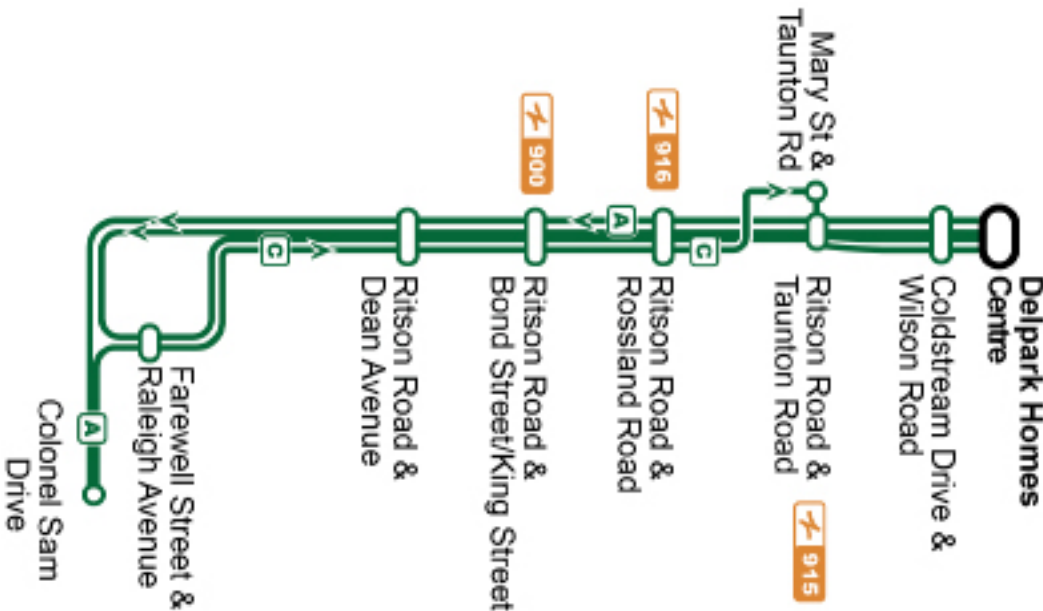 Delpark Homes
Centre
Coldstream Drive &
Wilson Road
Mary St &
Taunton Rd
Ritson Road &
Taunton Road
915
C
916
Ritson Road &
Rossland Road
A
900
Ritson Road &
Bond Street/King Street
Ritson Road &
Dean Avenue
C
Farewell Street &
Raleigh Avenue
A
Colonel Sam
Drive